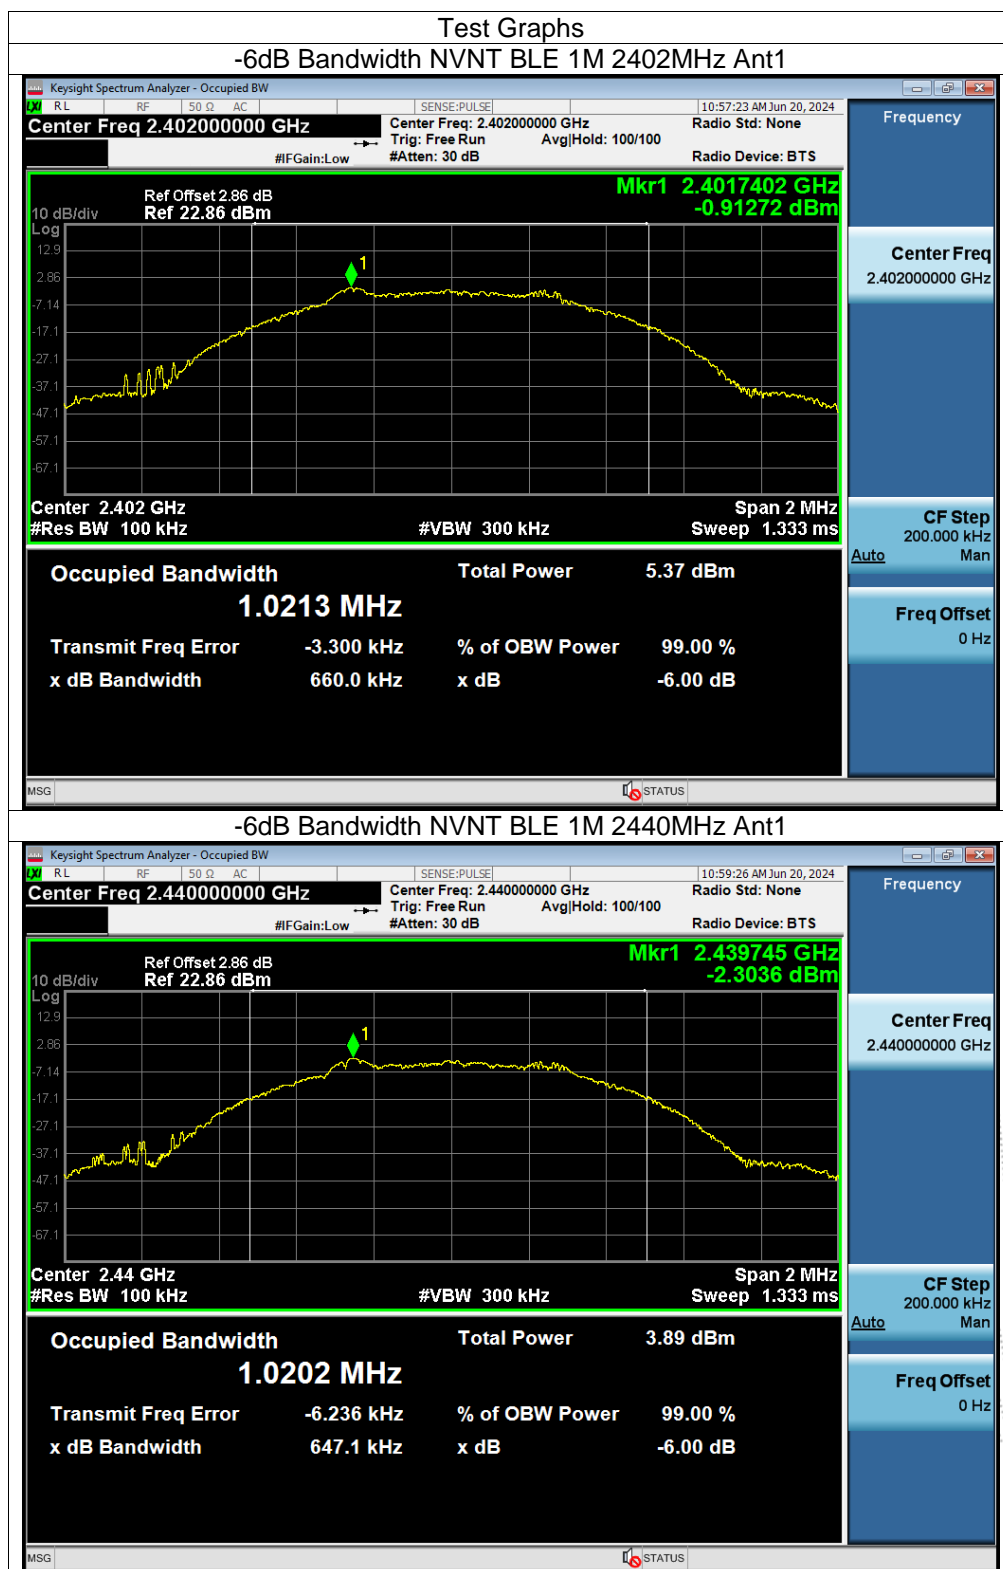 Test Graphs
-6dB Bandwidth NVNT BLE 1M 2402MHz Ant1
Keysight Spectrum Analyzer - Occupied BW
LXI RL RF 50 Ω AC SENSE:PULSE 10:57:23 AM Jun 20, 2024
Center Freq 2.402000000 GHz Center Freq: 2.402000000 GHz Radio Std: None
Trig: Free Run Avg|Hold: 100/100
#IFGain:Low #Atten: 30 dB Radio Device: BTS
Frequency
Mkr1 2.4017402 GHz
-0.91272 dBm
Ref Offset 2.86 dB
10 dB/div Ref 22.86 dBm
Log
12.9
1
2.86
-7.14
-17.1
-27.1
-37.1
-47.1
-57.1
-67.1
Center 2.402 GHz Span 2 MHz
#Res BW 100 kHz #VBW 300 kHz Sweep 1.333 ms
Center Freq
2.402000000 GHz
CF Step
200.000 kHz
Auto Man
Freq Offset
0 Hz
Occupied Bandwidth Total Power 5.37 dBm
1.0213 MHz
Transmit Freq Error -3.300 kHz % of OBW Power 99.00 %
x dB Bandwidth 660.0 kHz x dB -6.00 dB
MSG STATUS
-6dB Bandwidth NVNT BLE 1M 2440MHz Ant1
Keysight Spectrum Analyzer - Occupied BW
LXI RL RF 50 Ω AC SENSE:PULSE 10:59:26 AM Jun 20, 2024
Center Freq 2.440000000 GHz Center Freq: 2.440000000 GHz Radio Std: None
Trig: Free Run Avg|Hold: 100/100
#IFGain:Low #Atten: 30 dB Radio Device: BTS
Frequency
Mkr1 2.439745 GHz
-2.3036 dBm
Ref Offset 2.86 dB
10 dB/div Ref 22.86 dBm
Log
12.9
1
2.86
-7.14
-17.1
-27.1
-37.1
-47.1
-57.1
-67.1
Center 2.44 GHz Span 2 MHz
#Res BW 100 kHz #VBW 300 kHz Sweep 1.333 ms
Center Freq
2.440000000 GHz
CF Step
200.000 kHz
Auto Man
Freq Offset
0 Hz
Occupied Bandwidth Total Power 3.89 dBm
1.0202 MHz
Transmit Freq Error -6.236 kHz % of OBW Power 99.00 %
x dB Bandwidth 647.1 kHz x dB -6.00 dB
MSG STATUS